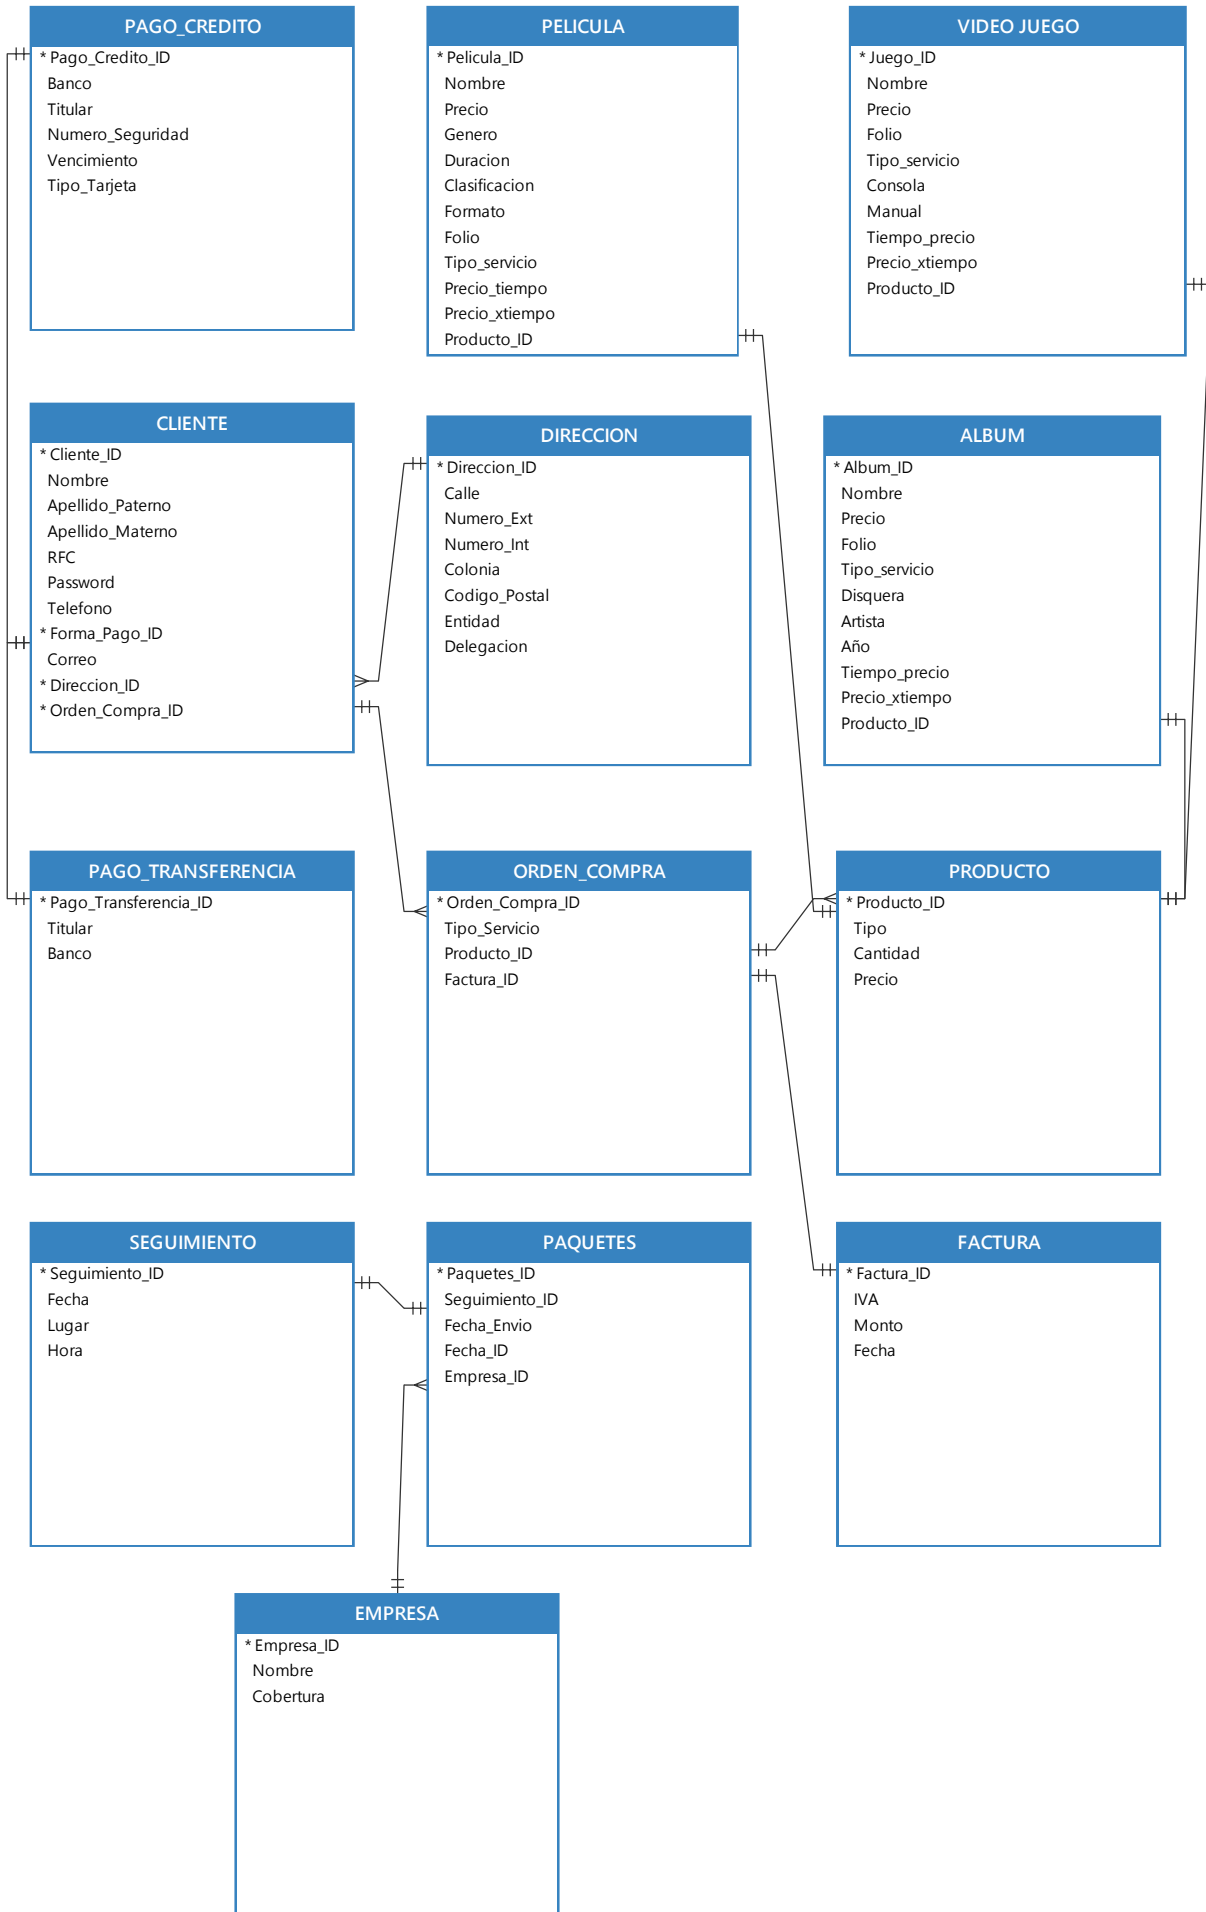 PAGO_CREDITO
* Pago_Credito_ID
Banco
Titular
Numero_Seguridad
Vencimiento
Tipo_Tarjeta
PELICULA
* Pelicula_ID
Nombre
Precio
Genero
Duracion
Clasificacion
Formato
Folio
Tipo_servicio
Precio_tiempo
Precio_xtiempo
Producto_ID
VIDEO JUEGO
* Juego_ID
Nombre
Precio
Folio
Tipo_servicio
Consola
Manual
Tiempo_precio
Precio_xtiempo
Producto_ID
CLIENTE
* Cliente_ID
Nombre
Apellido_Paterno
Apellido_Materno
RFC
Password
Telefono
* Forma_Pago_ID
Correo
* Direccion_ID
* Orden_Compra_ID
DIRECCION
* Direccion_ID
Calle
Numero_Ext
Numero_Int
Colonia
Codigo_Postal
Entidad
Delegacion
ALBUM
* Album_ID
Nombre
Precio
Folio
Tipo_servicio
Disquera
Artista
Año
Tiempo_precio
Precio_xtiempo
Producto_ID
PAGO_TRANSFERENCIA
* Pago_Transferencia_ID
Titular
Banco
ORDEN_COMPRA
* Orden_Compra_ID
Tipo_Servicio
Producto_ID
Factura_ID
PRODUCTO
* Producto_ID
Tipo
Cantidad
Precio
SEGUIMIENTO
* Seguimiento_ID
Fecha
Lugar
Hora
PAQUETES
* Paquetes_ID
Seguimiento_ID
Fecha_Envio
Fecha_ID
Empresa_ID
FACTURA
* Factura_ID
IVA
Monto
Fecha
EMPRESA
* Empresa_ID
Nombre
Cobertura